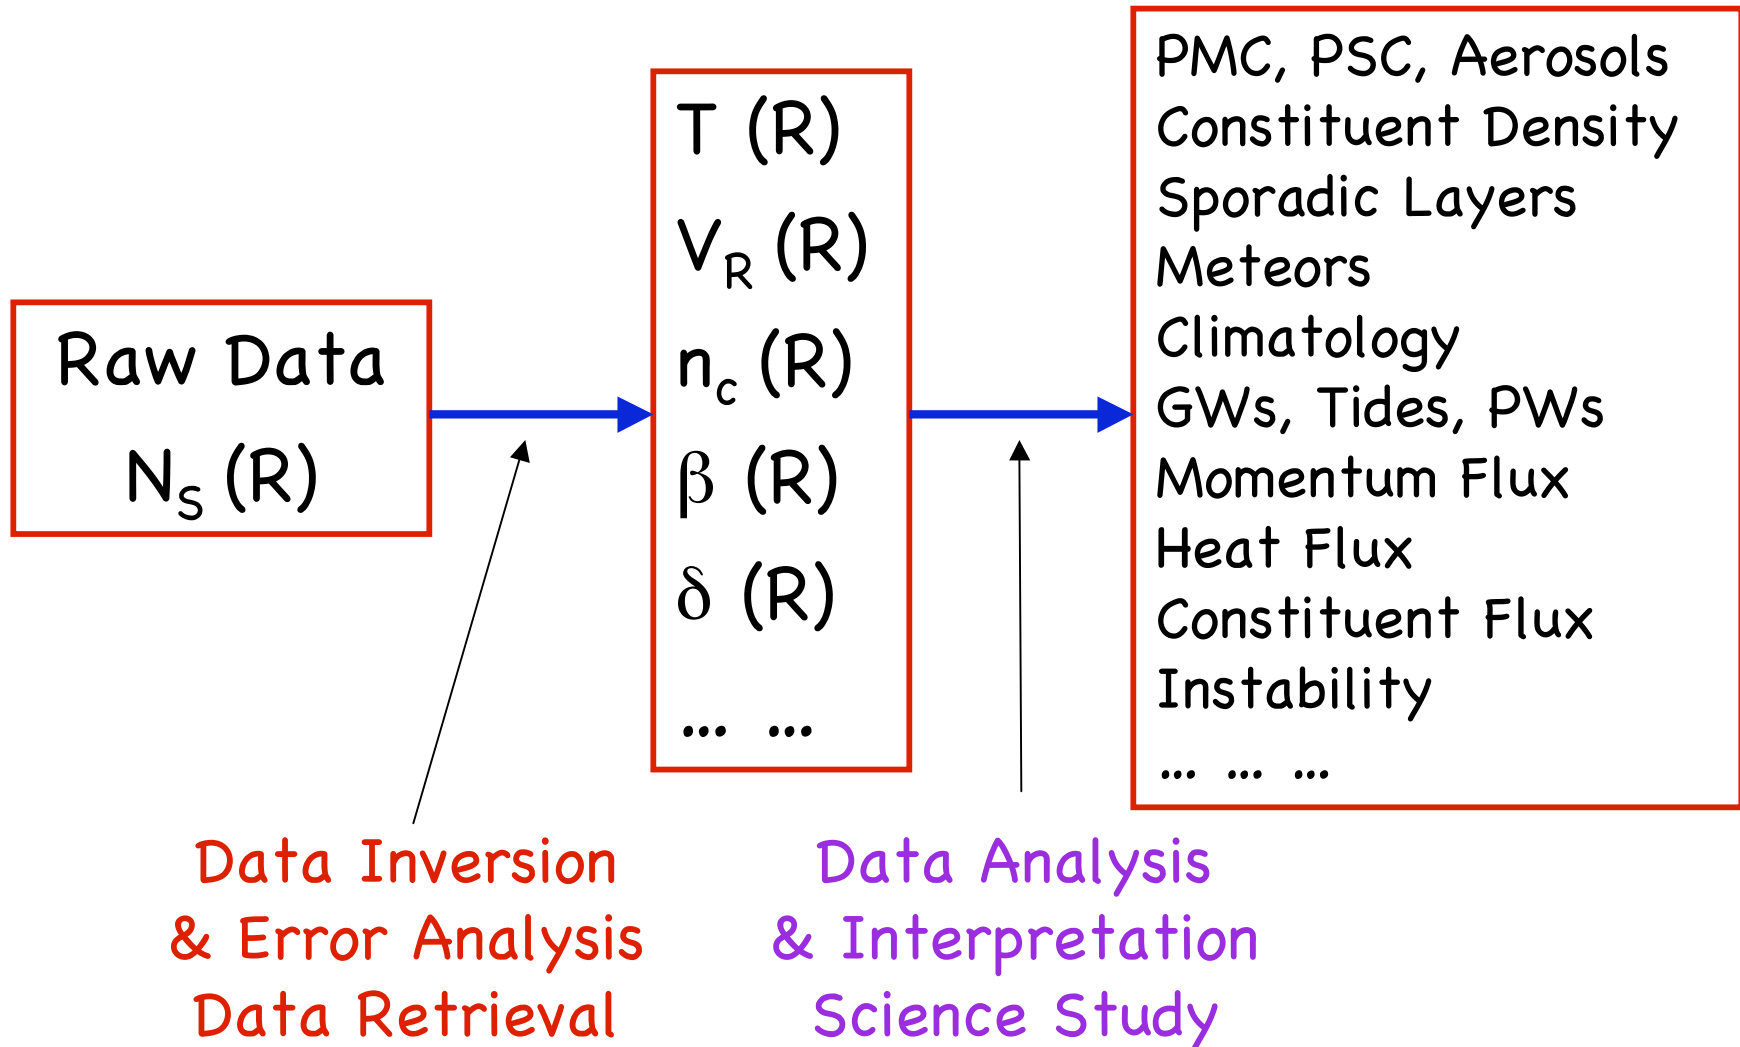 Raw Data
N_S (R)
T (R)
V_R (R)
n_c (R)
β (R)
δ (R)
... ...
PMC, PSC, Aerosols
Constituent Density
Sporadic Layers
Meteors
Climatology
GWs, Tides, PWs
Momentum Flux
Heat Flux
Constituent Flux
Instability
... ... ...
Data Inversion
& Error Analysis
Data Retrieval
Data Analysis
& Interpretation
Science Study